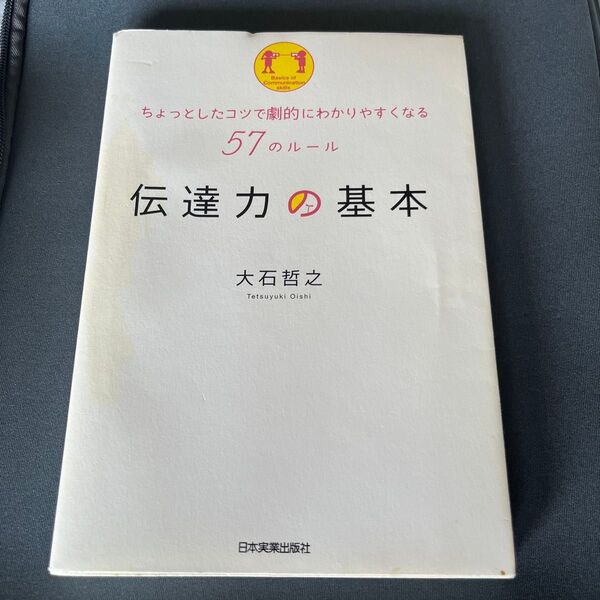 Basics of
Communication
skills
ちょっとしたコツで劇的にわかりやすくなる
57のルール
伝達力の基本
大石哲之
Tetsuyuki Oishi
日本実業出版社